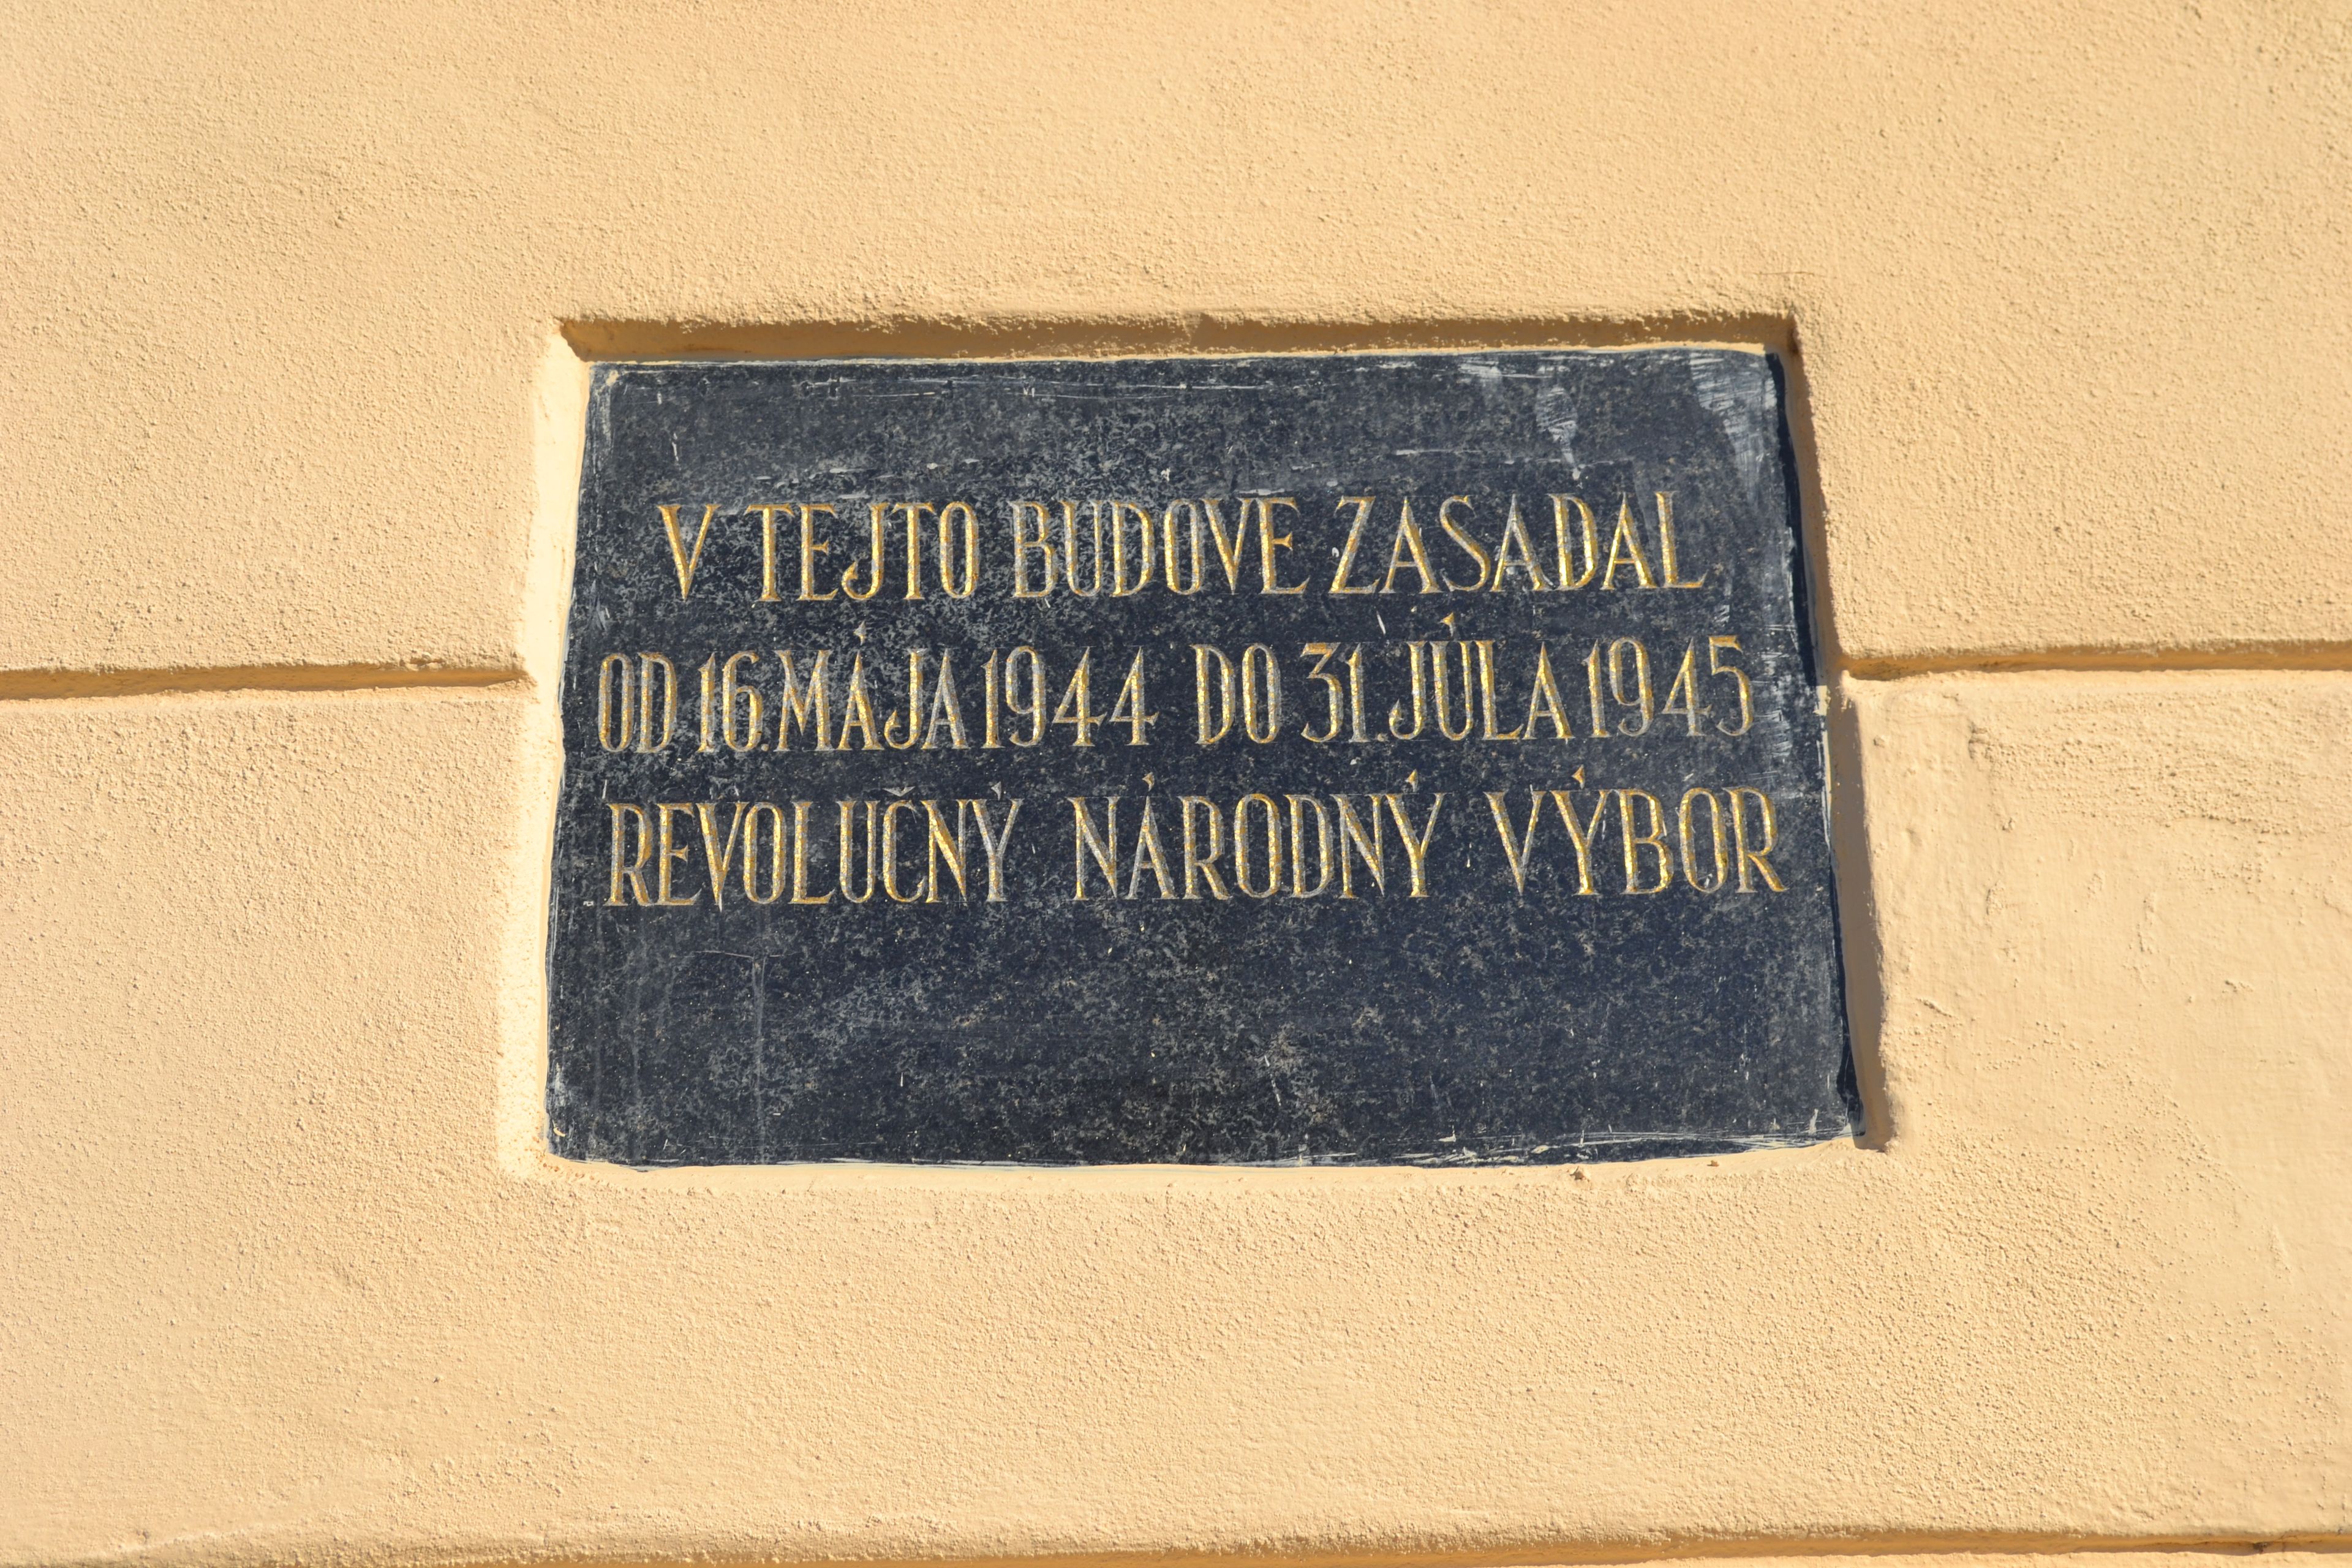 V TEJTO BUDOVE ZASADAL
OD 16. MÁJA 1944 DO 31. JÚLA 1945
REVOLUČNÝ NÁRODNÝ VÝBOR